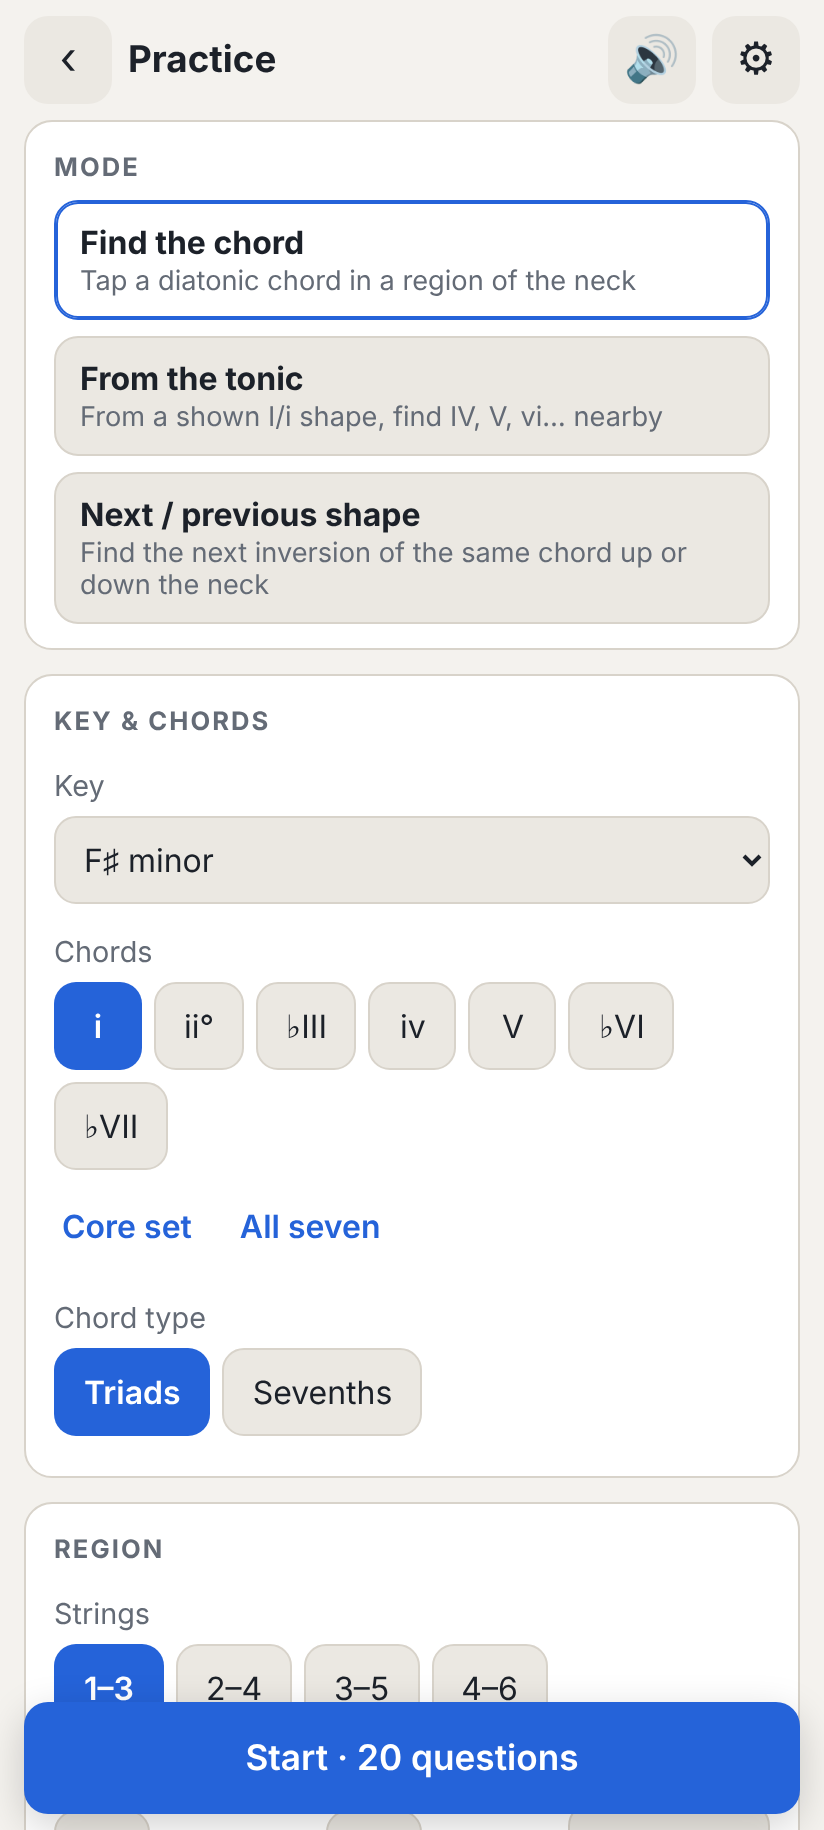 Practice
MODE
Find the chord
Tap a diatonic chord in a region of the neck
From the tonic
From a shown I/i shape, find IV, V, vi... nearby
Next / previous shape
Find the next inversion of the same chord up or
down the neck
KEY & CHORDS
Key
F♯ minor
Chords
i ii° ♭III iv V ♭VI
♭VII
Core set All seven
Chord type
Triads Sevenths
REGION
Strings
1–3 2–4 3–5 4–6
Start · 20 questions